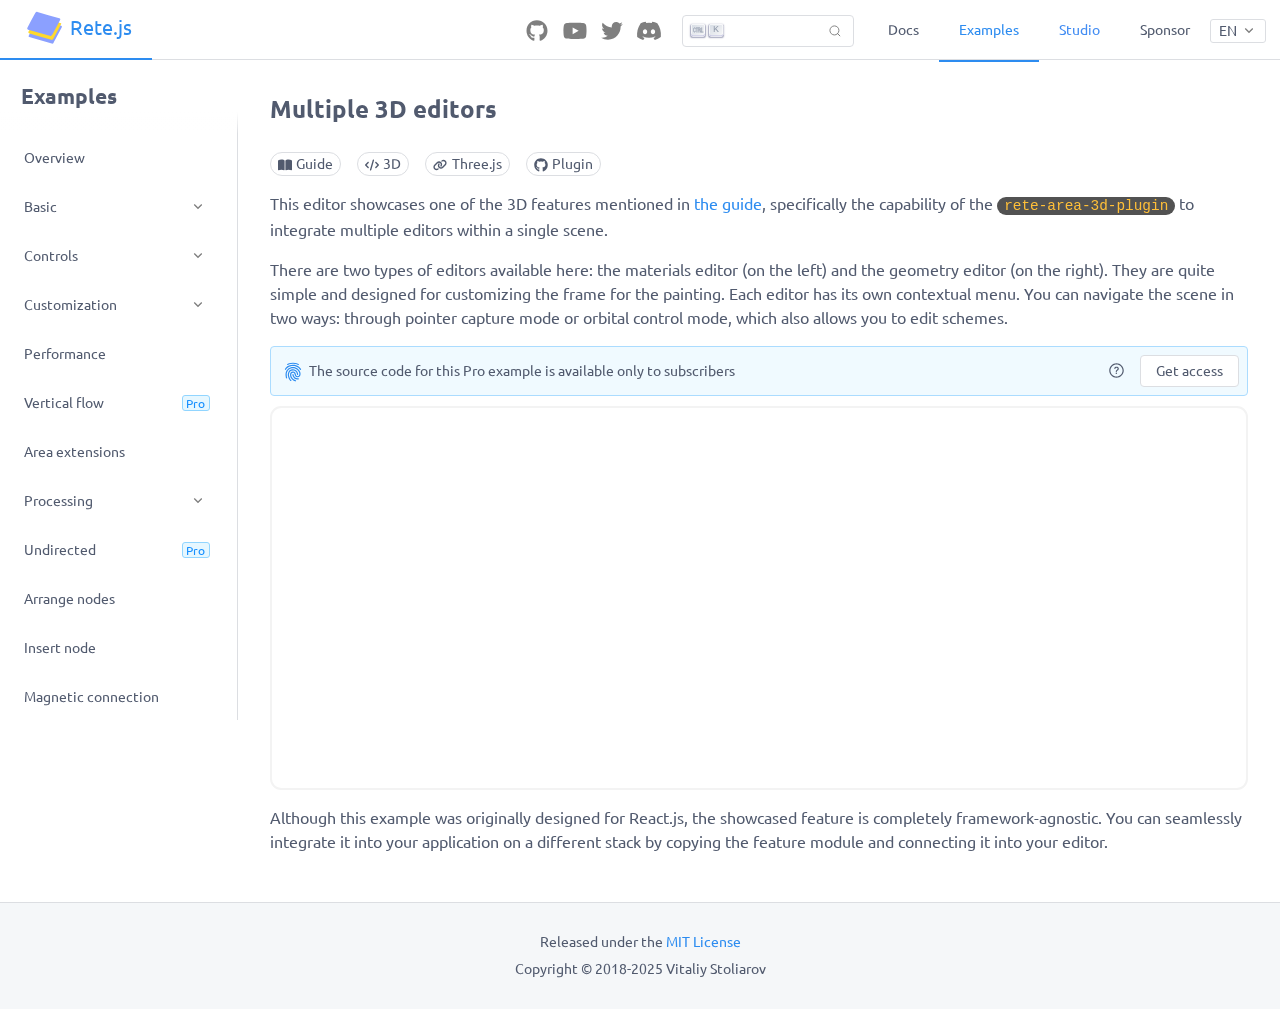 Rete.js
K
Docs
Examples
Studio
Sponsor
EN
Examples
Overview
Basic
Controls
Customization
Performance
Vertical flow
Pro
Area extensions
Processing
Undirected
Pro
Arrange nodes
Insert node
Magnetic connection
Multiple 3D editors
Guide
3D
Three.js
Plugin
This editor showcases one of the 3D features mentioned in the guide, specifically the capability of the rete-area-3d-plugin to
integrate multiple editors within a single scene.
There are two types of editors available here: the materials editor (on the left) and the geometry editor (on the right). They are quite
simple and designed for customizing the frame for the painting. Each editor has its own contextual menu. You can navigate the scene in
two ways: through pointer capture mode or orbital control mode, which also allows you to edit schemes.
The source code for this Pro example is available only to subscribers
Get access
Although this example was originally designed for React.js, the showcased feature is completely framework-agnostic. You can seamlessly
integrate it into your application on a different stack by copying the feature module and connecting it into your editor.
Released under the MIT License
Copyright © 2018-2025 Vitaliy Stoliarov